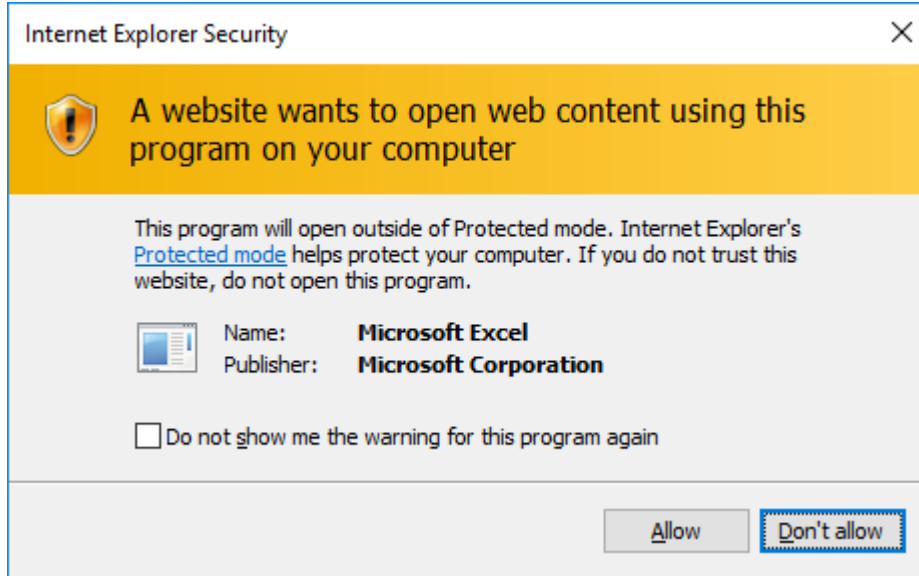 Internet Explorer Security
A website wants to open web content using this
program on your computer
This program will open outside of Protected mode. Internet Explorer's
Protected mode helps protect your computer. If you do not trust this
website, do not open this program.
Name: Microsoft Excel
Publisher: Microsoft Corporation
Do not show me the warning for this program again
Allow Don't allow